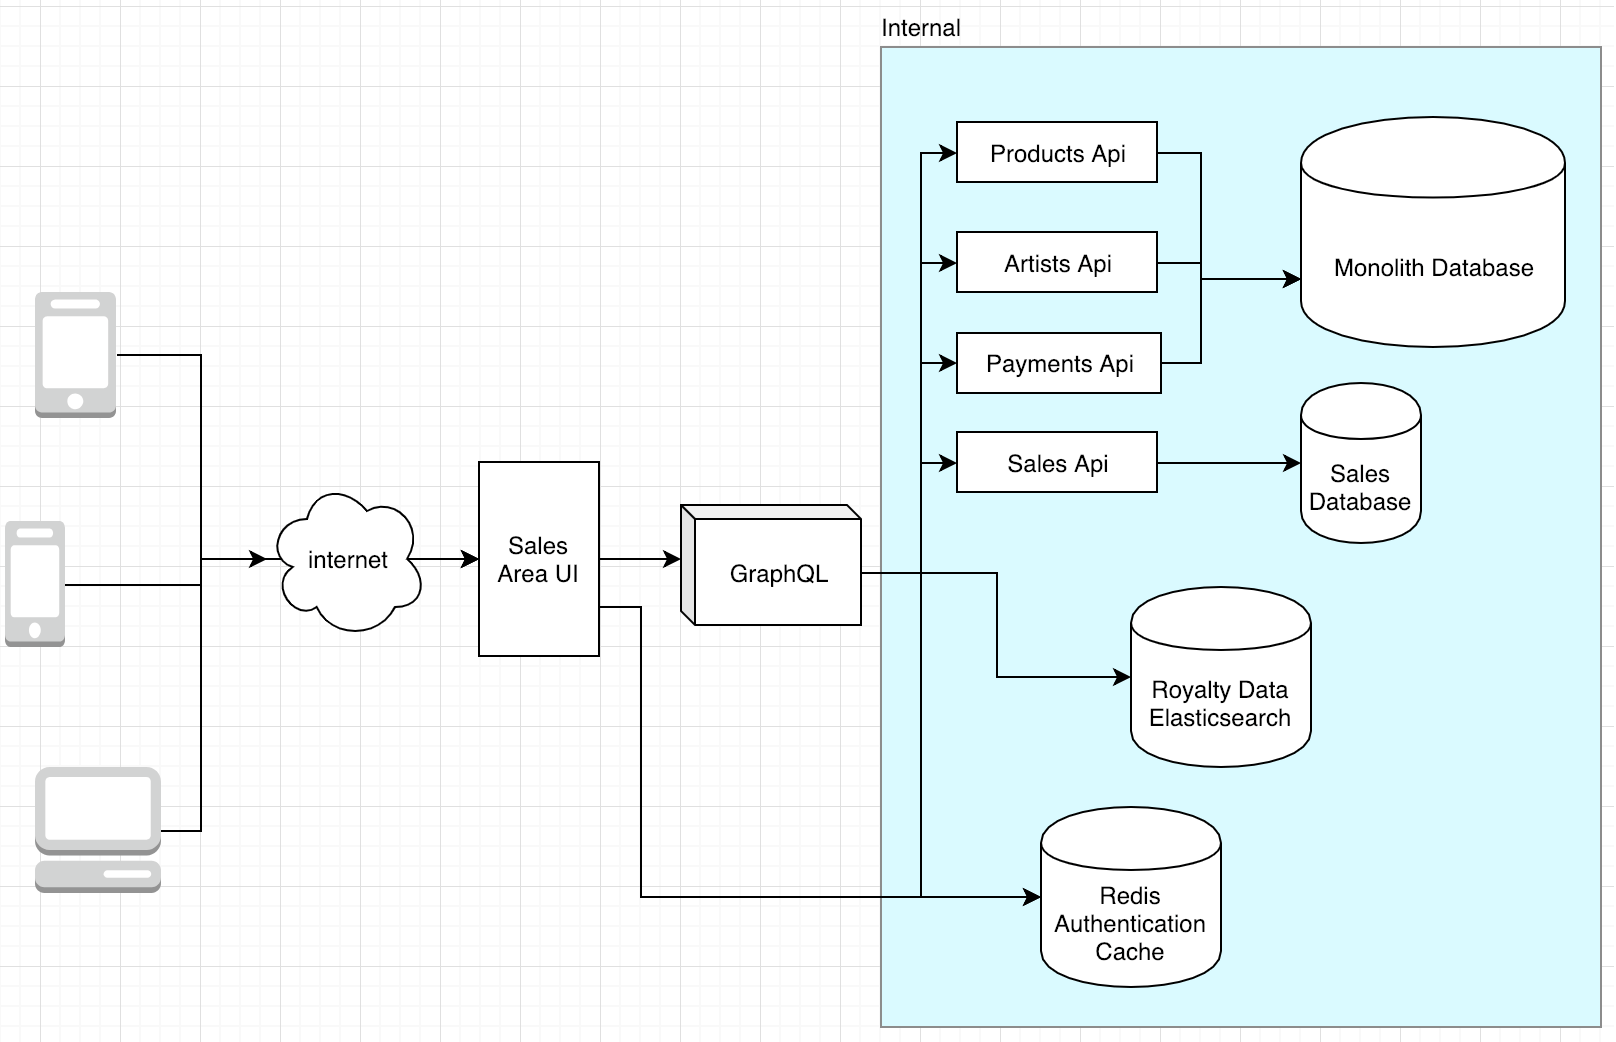 Internal
Products Api
Artists Api
Monolith Database
Payments Api
Sales Api
Sales
Database
internet
Sales
Area UI
GraphQL
Royalty Data
Elasticsearch
Redis
Authentication
Cache